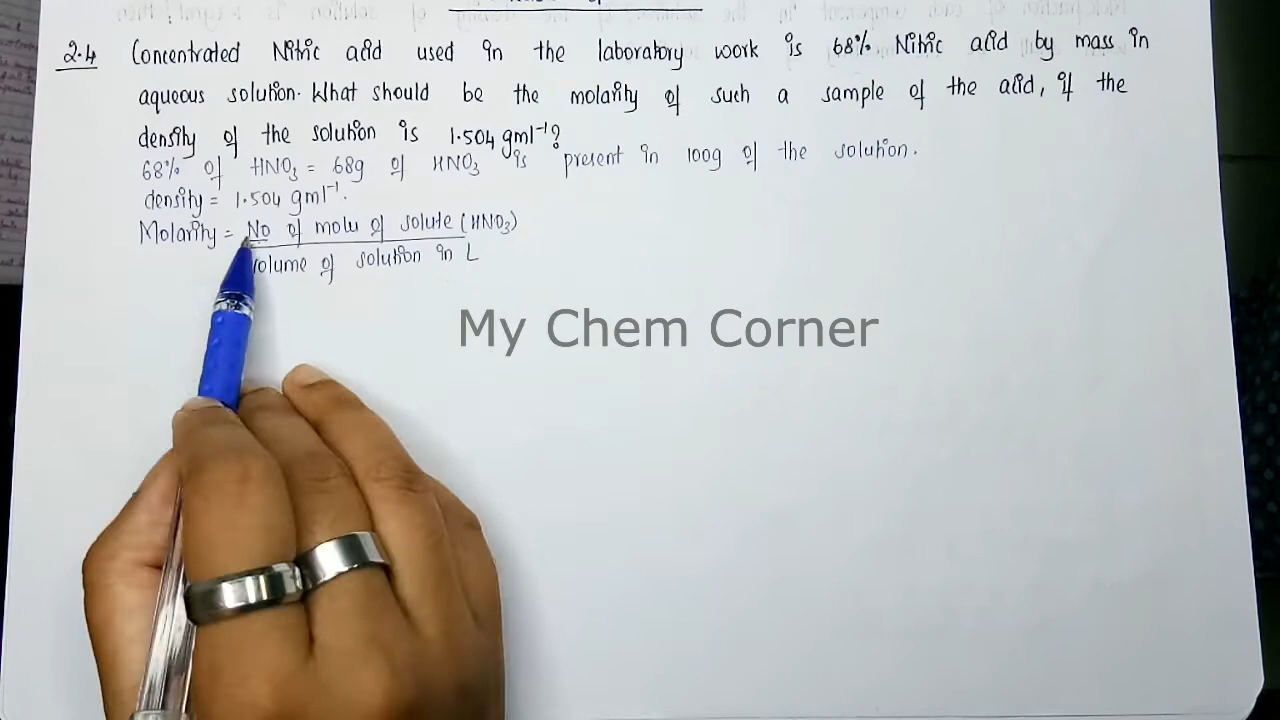 2.4 Concentrated Nitric acid used in the laboratory work is 68% Nitric acid by mass in
aqueous solution. What should be the molarity of such a sample of the acid, if the
density of the solution is 1.504 gml⁻¹?
68% of HNO₃ = 68g of HNO₃ is present in 100g of the solution.
density = 1.504 gml⁻¹.
Molarity = No of mole of solute (HNO₃)
volume of solution in L
My Chem Corner